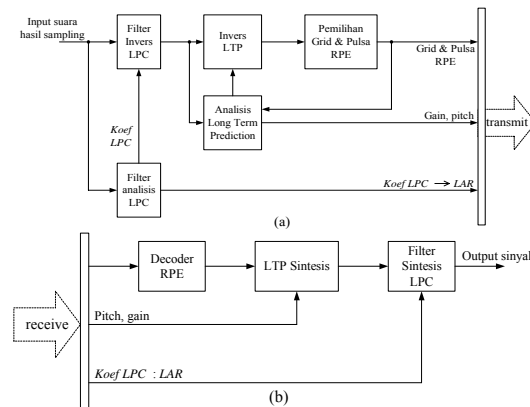 Input suara
hasil sampling
Filter
Invers
LPC
Invers
LTP
Pemilihan
Grid & Pulsa
RPE
Grid & Pulsa
RPE
Koef
LPC
Analisis
Long Term
Prediction
Gain, pitch
transmit
Filter
analisis
LPC
Koef LPC → LAR
(a)
Decoder
RPE
LTP Sintesis
Filter
Sintesis
LPC
Output sinyal
receive
Pitch, gain
Koef LPC : LAR
(b)